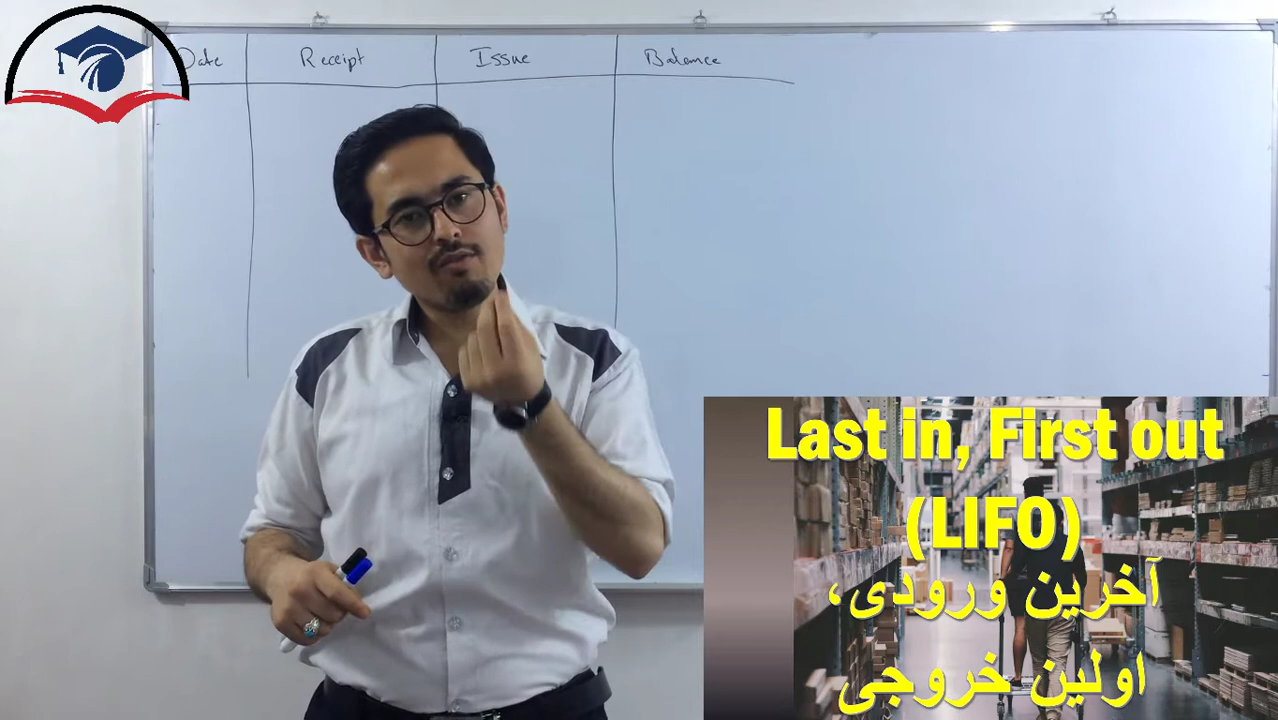 Date Receipt Issue Balance
Last in, First out
(LIFO)
آخرین ورودی،
اولین خروجی